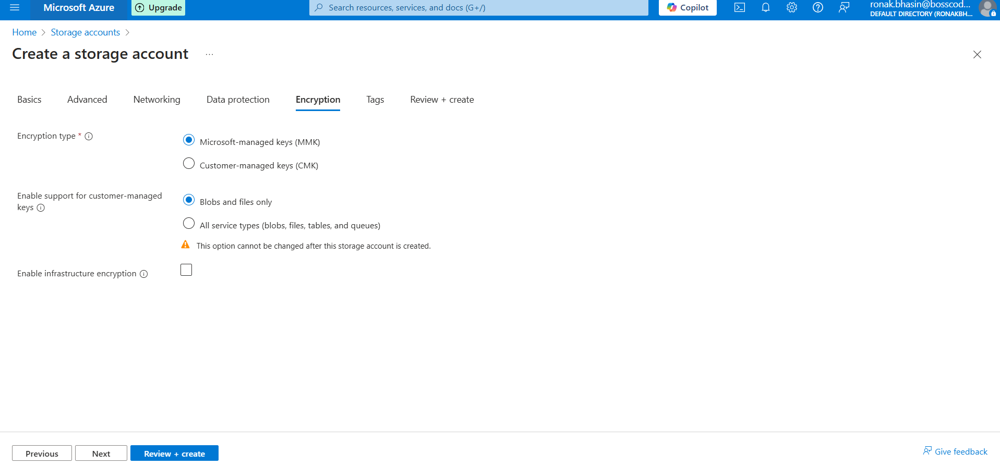 Microsoft Azure
Upgrade
Search resources, services, and docs (G+/)
Copilot
ronak.bhasin@bosscod...
DEFAULT DIRECTORY (RONAKBH...
Home > Storage accounts >
Create a storage account ...
Basics Advanced Networking Data protection Encryption Tags Review + create
Encryption type *
Microsoft-managed keys (MMK)
Customer-managed keys (CMK)
Enable support for customer-managed
keys
Blobs and files only
All service types (blobs, files, tables, and queues)
This option cannot be changed after this storage account is created.
Enable infrastructure encryption
Previous Next Review + create
Give feedback